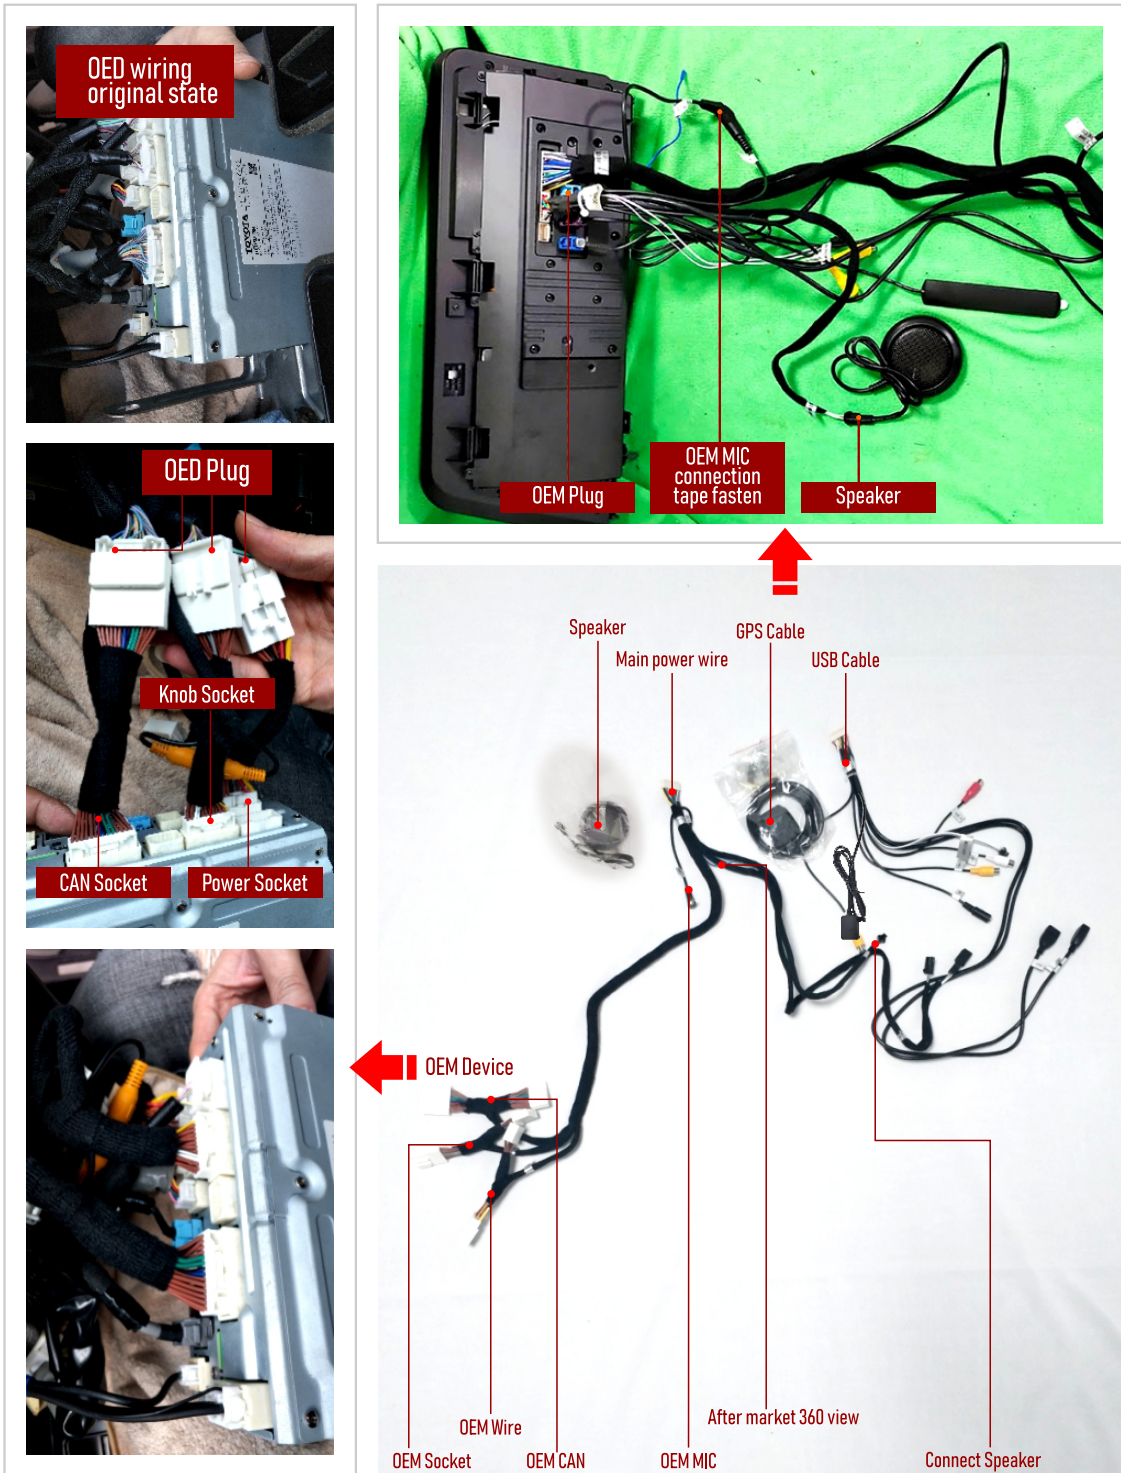 OED wiring
original state
TOYOTA
OED Plug
Knob Socket
CAN Socket
Power Socket
OEM Plug
OEM MIC
connection
tape fasten
Speaker
Speaker
GPS Cable
Main power wire
USB Cable
OEM Device
OEM Wire
After market 360 view
OEM Socket
OEM CAN
OEM MIC
Connect Speaker